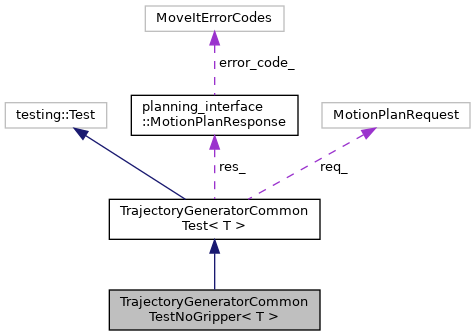 MoveItErrorCodes
error_code_
testing::Test
planning_interface
::MotionPlanResponse
MotionPlanRequest
res_
req_
TrajectoryGeneratorCommon
Test< T >
TrajectoryGeneratorCommon
TestNoGripper< T >